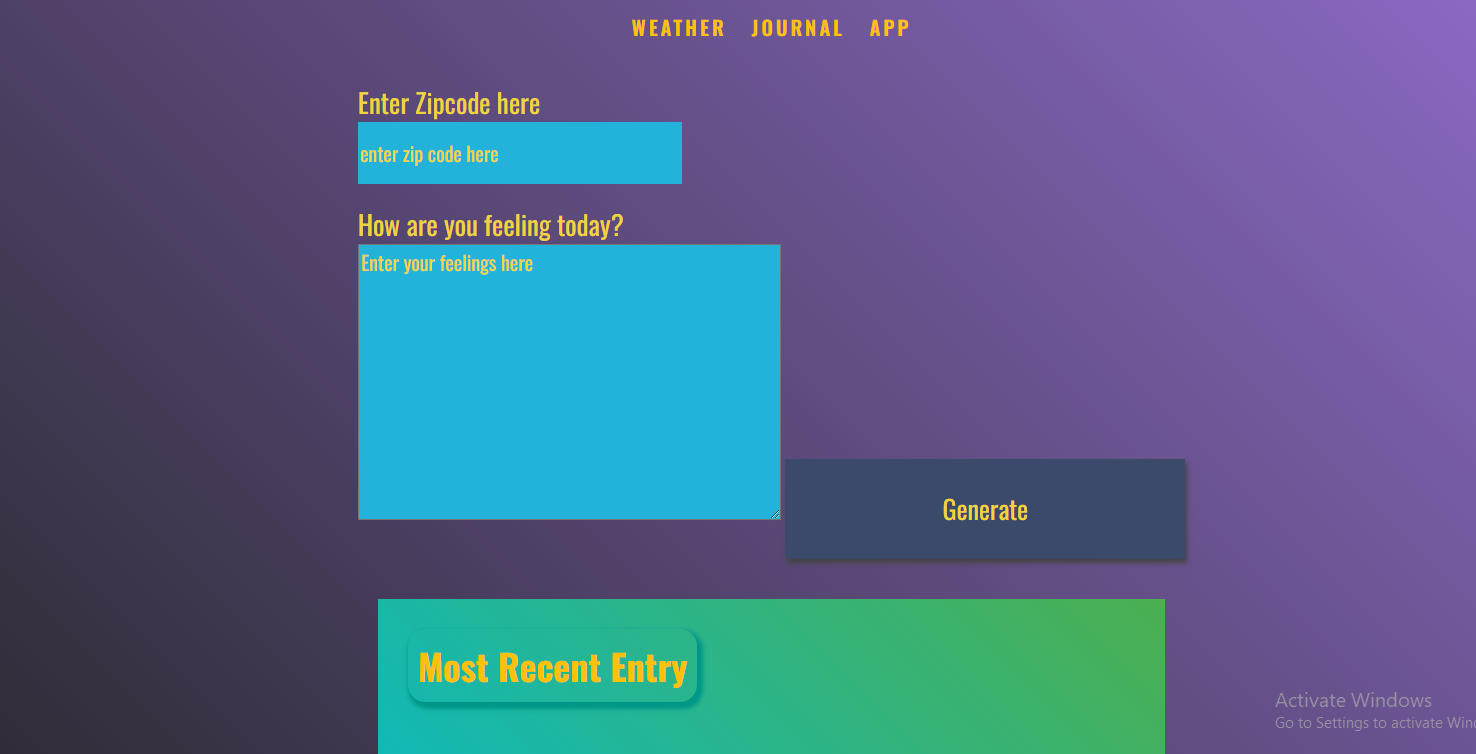 WEATHER JOURNAL APP
Enter Zipcode here
enter zip code here
How are you feeling today?
Enter your feelings here
Generate
Most Recent Entry
Activate Windows
Go to Settings to activate Win